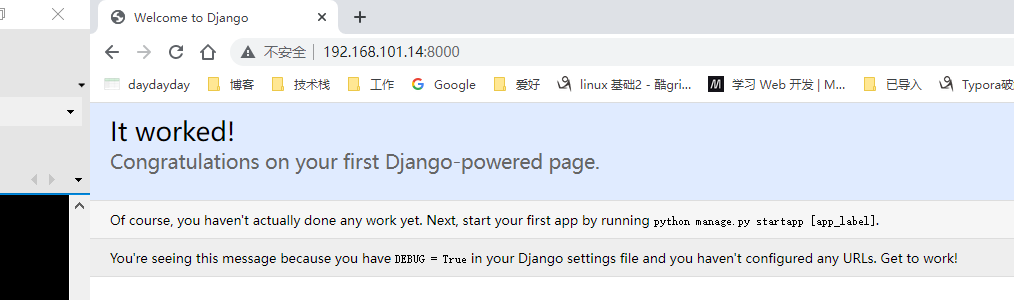 Welcome to Django
不安全 192.168.101.14:8000
daydayday 博客 技术栈 工作 Google 爱好 linux 基础2 - 酷gri... 学习 Web 开发 | M... 已导入 Typora破
It worked!
Congratulations on your first Django-powered page.
Of course, you haven't actually done any work yet. Next, start your first app by running python manage.py startapp [app_label].
You're seeing this message because you have DEBUG = True in your Django settings file and you haven't configured any URLs. Get to work!